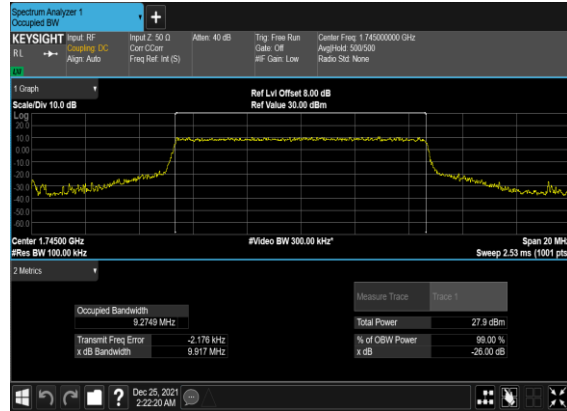 Spectrum Analyzer 1
Occupied BW
KEYSIGHT
RL
Input: RF
Coupling: DC
Align: Auto
Input Z: 50 Ω
Corr CCorr
Freq Ref: Int (S)
Atten: 40 dB
Trig: Free Run
Gate: Off
#IF Gain: Low
Center Freq: 1.745000000 GHz
Avg|Hold: 500/500
Radio Std: None
1 Graph
Scale/Div 10.0 dB
Ref Lvl Offset 8.00 dB
Ref Value 30.00 dBm
Log
20.0
10.0
0.00
-10.0
-20.0
-30.0
-40.0
-50.0
-60.0
Center 1.74500 GHz
#Res BW 100.00 kHz
#Video BW 300.00 kHz*
Span 20 MH
Sweep 2.53 ms (1001 pts
2 Metrics
Measure Trace
Trace 1
Occupied Bandwidth
9.2749 MHz
Total Power
27.9 dBm
Transmit Freq Error
-2.176 kHz
% of OBW Power
99.00 %
x dB Bandwidth
9.917 MHz
x dB
-26.00 dB
?
Dec 25, 2021
2:22:20 AM